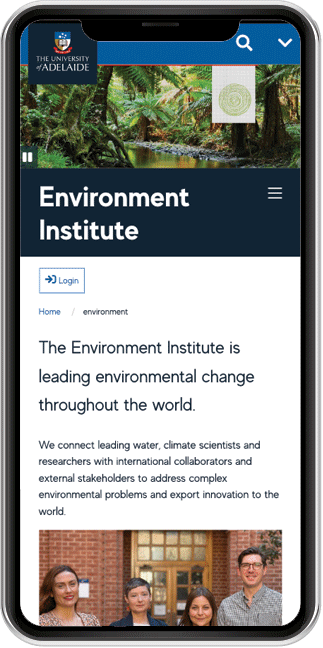 THE UNIVERSITY
of ADELAIDE
Environment
Institute
Login
Home / environment
The Environment Institute is
leading environmental change
throughout the world.
We connect leading water, climate scientists and
researchers with international collaborators and
external stakeholders to address complex
environmental problems and export innovation to the
world.